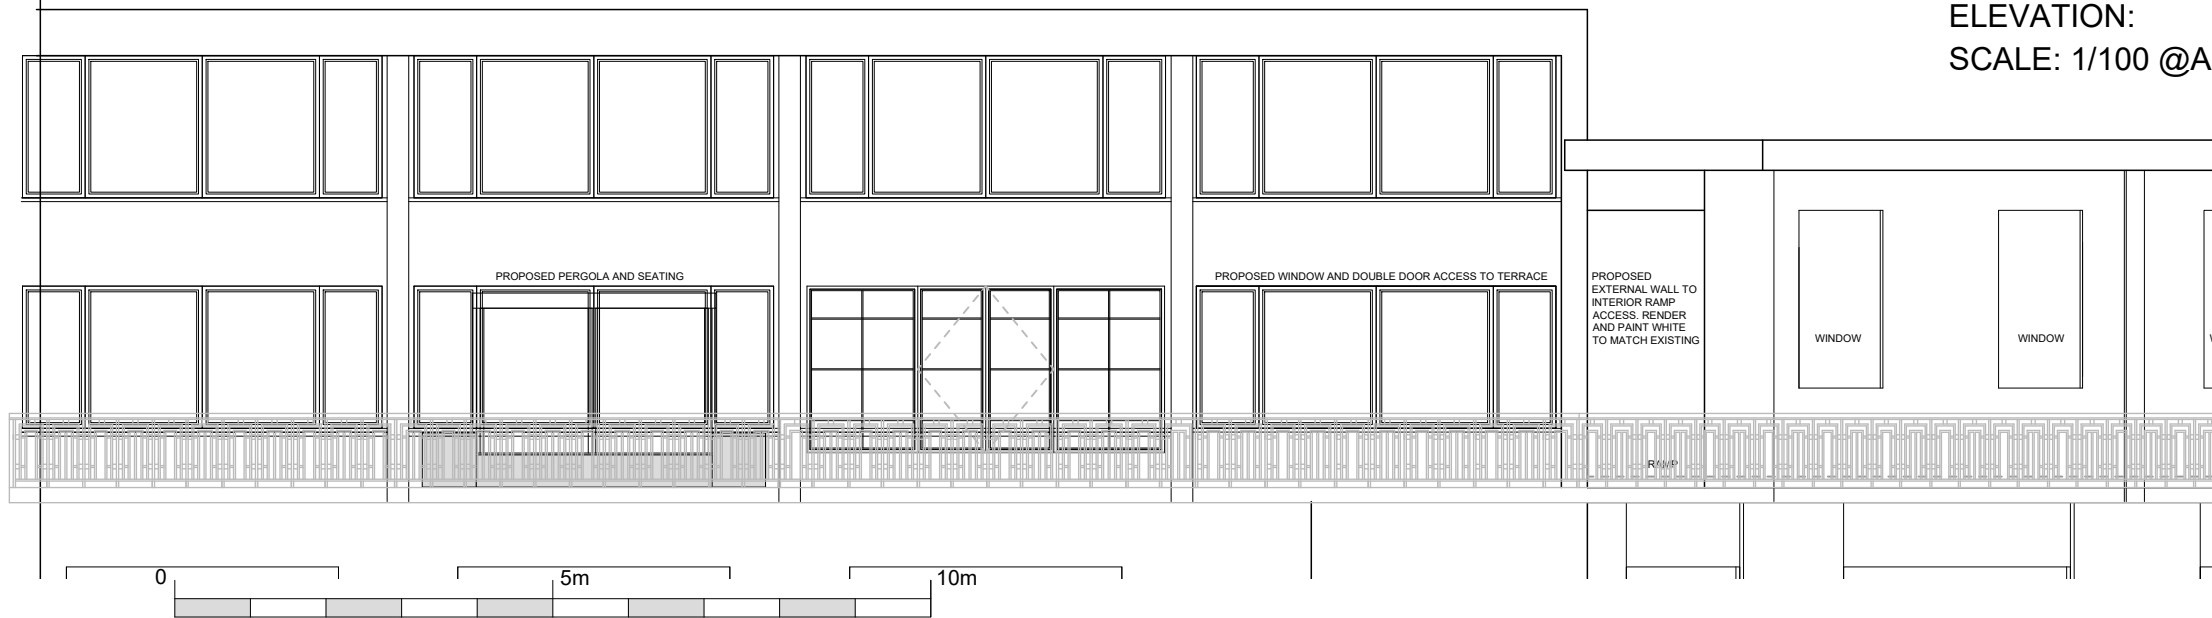 ELEVATION:
SCALE: 1/100 @A
PROPOSED PERGOLA AND SEATING
PROPOSED WINDOW AND DOUBLE DOOR ACCESS TO TERRACE
PROPOSED
EXTERNAL WALL TO
INTERIOR RAMP
ACCESS. RENDER
AND PAINT WHITE
TO MATCH EXISTING
WINDOW
WINDOW
RAMP
0
5m
10m